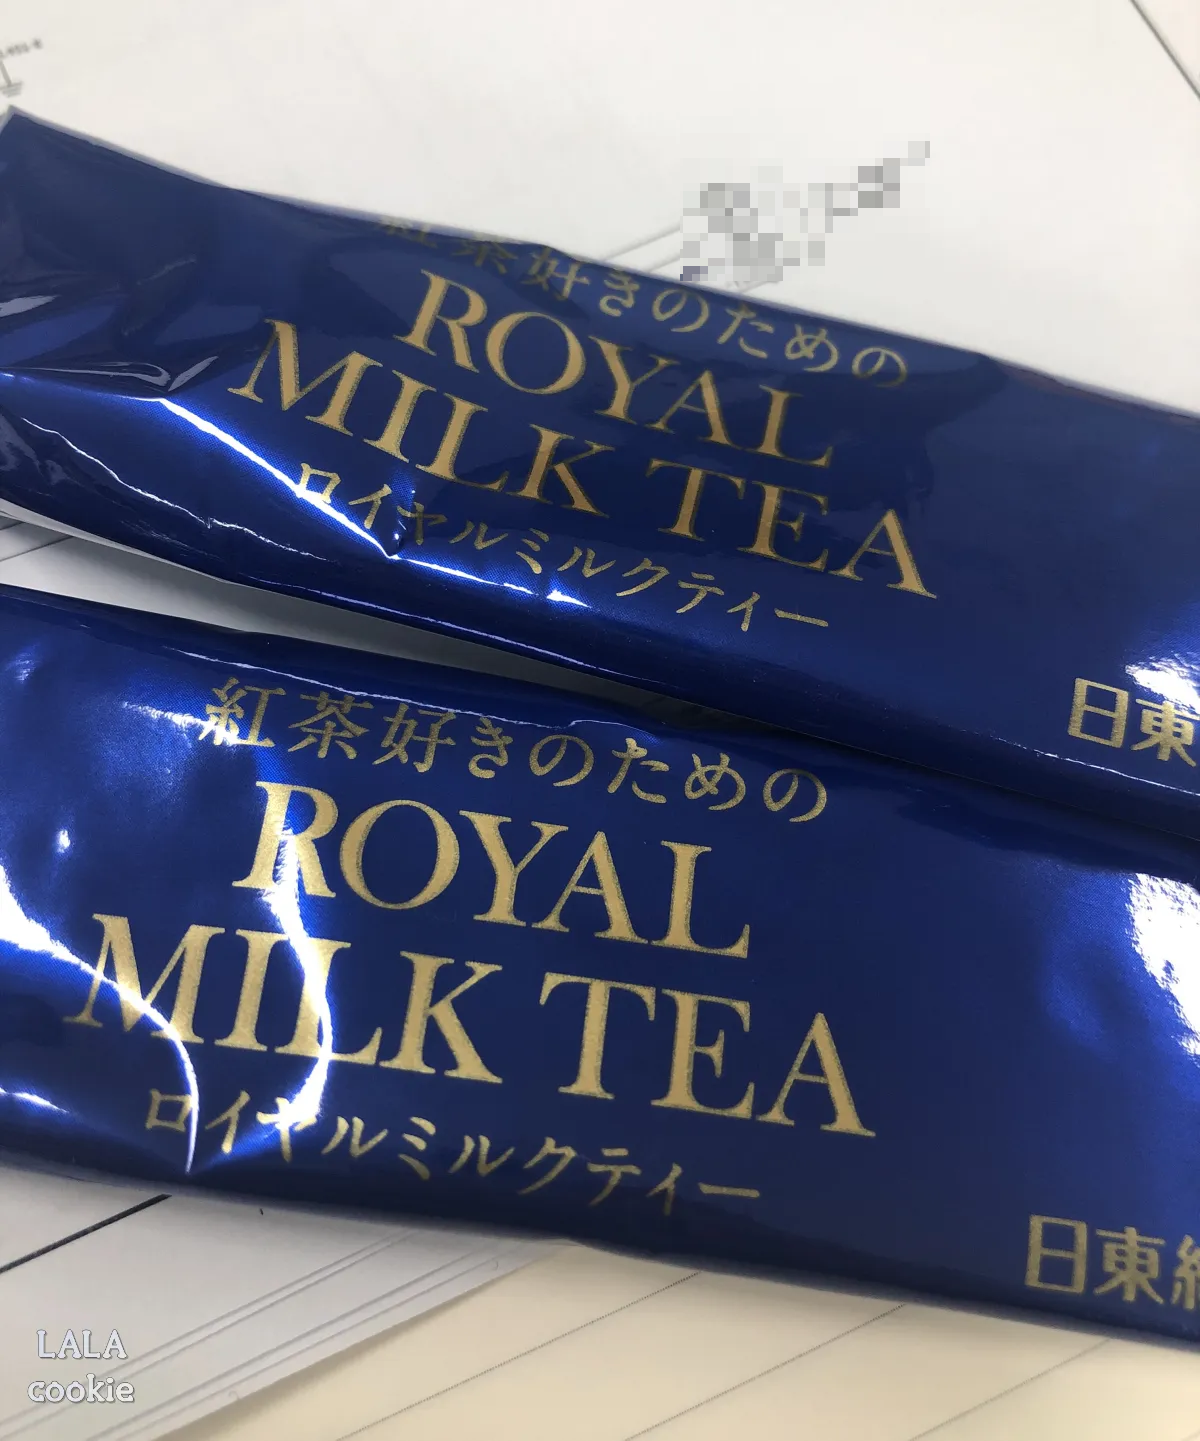 紅茶好きのための
ROYAL
MILK TEA
ロイヤルミルクティー
日東
紅茶好きのための
ROYAL
MILK TEA
ロイヤルミルクティー
日東紅
LALA
cookie